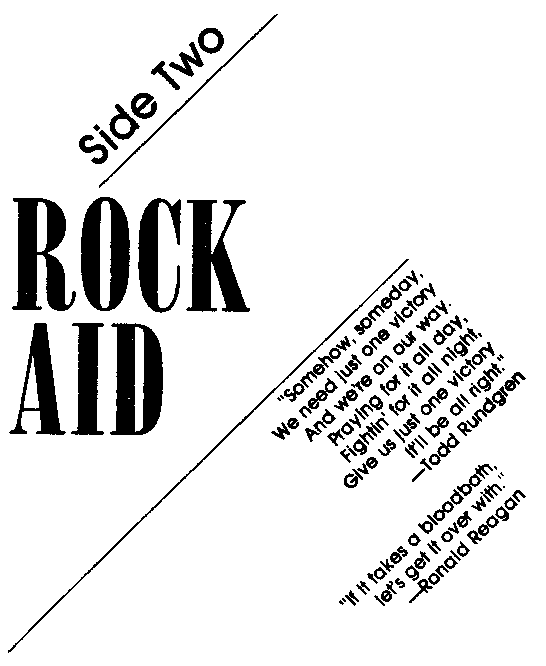 Side Two
ROCK
AID
"Somehow, someday,
We need just one victory
And we're on our way.
Praying for it all day,
Fightin' for it all night,
Give us just one victory
It'll be all right."
—Todd Rundgren
"If it takes a bloodbath,
let's get it over with."
—Ronald Reagan